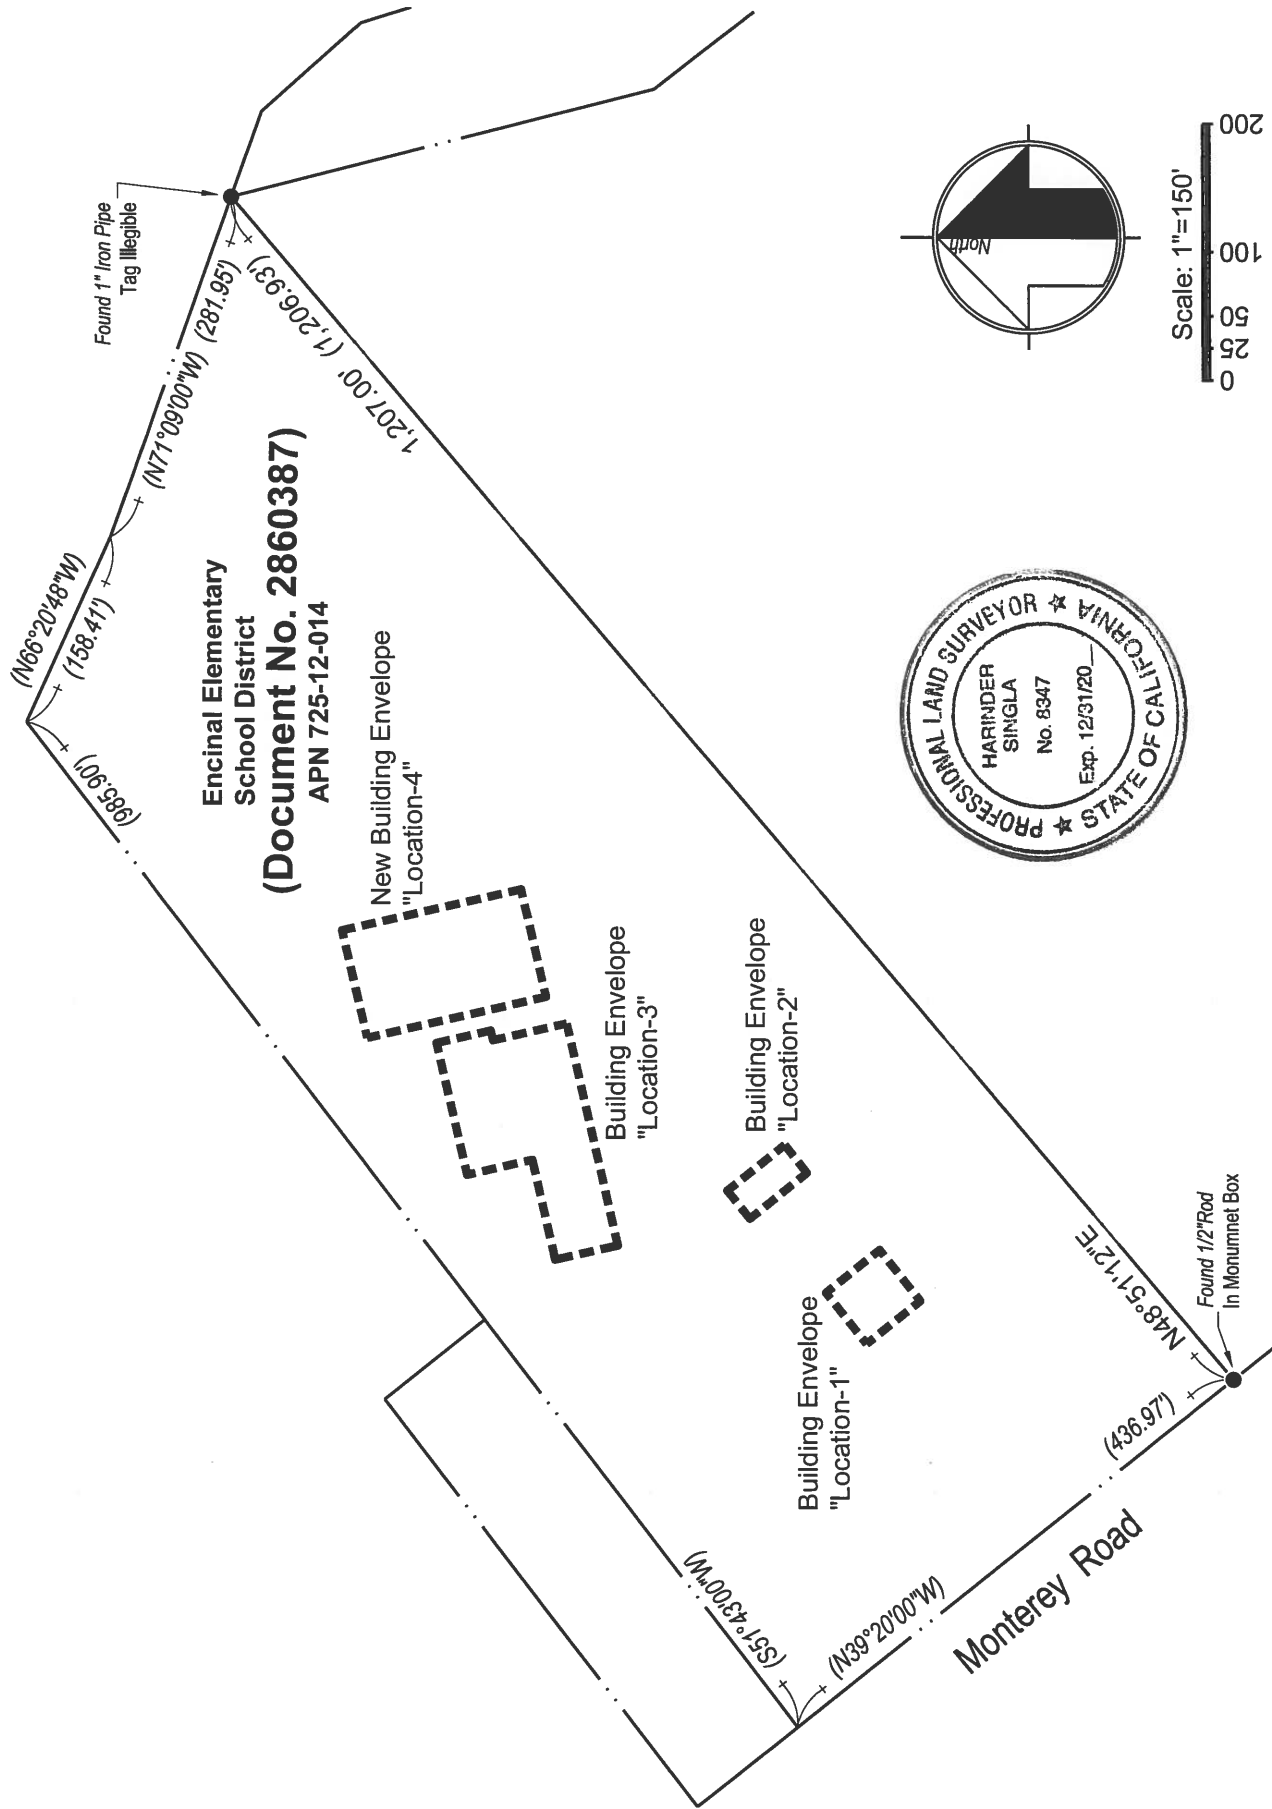 Found 1" Iron Pipe
Tag Illegible
(N66°20'48"W)
(158.41')
(N71°09'00"W) (281.95')
(985.90')
1,207.00' (1,206.93')
Encinal Elementary
School District
(Document No. 2860387)
APN 725-12-014
New Building Envelope
"Location-4"
Building Envelope
"Location-3"
Building Envelope
"Location-2"
Building Envelope
"Location-1"
(S51°43'00"W)
(N39°20'00"W)
(436.97')
N48°51'12"E
Found 1/2"Rod
In Monumnet Box
Monterey Road
North
Scale: 1"=150'
0 25 50 100 200
PROFESSIONAL LAND SURVEYOR
HARINDER
SINGLA
No. 8347
Exp. 12/31/20__
STATE OF CALIFORNIA